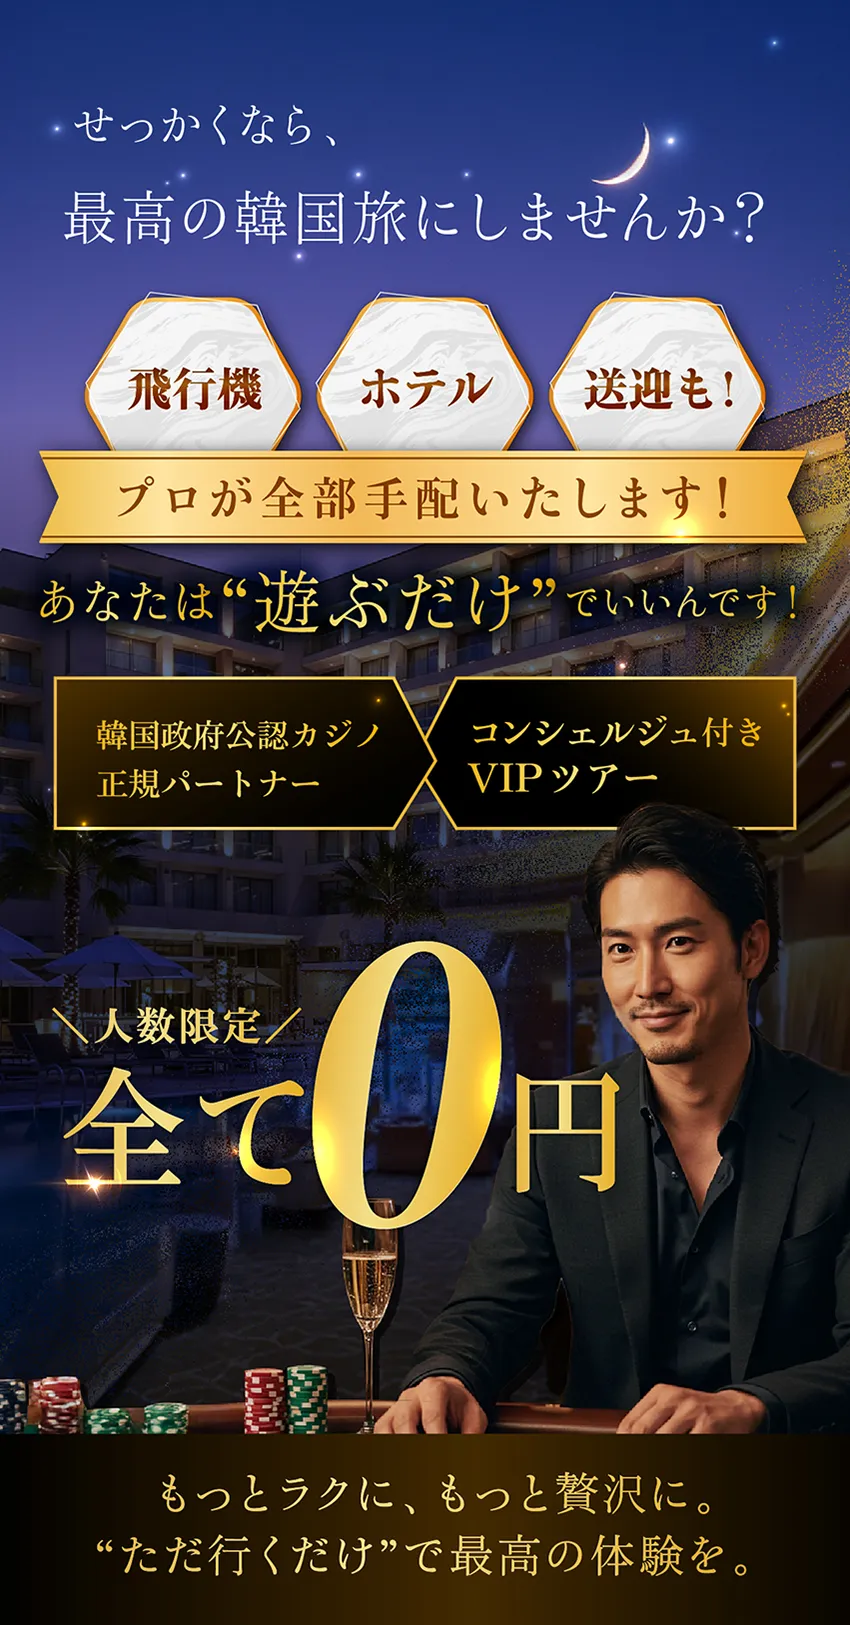 せっかくなら、
最高の韓国旅にしませんか？
飛行機
ホテル
送迎も！
プロが全部手配いたします！
あなたは“遊ぶだけ”でいいんです！
韓国政府公認カジノ
正規パートナー
コンシェルジュ付き
VIPツアー
＼人数限定／
全て0円
もっとラクに、もっと贅沢に。
“ただ行くだけ”で最高の体験を。